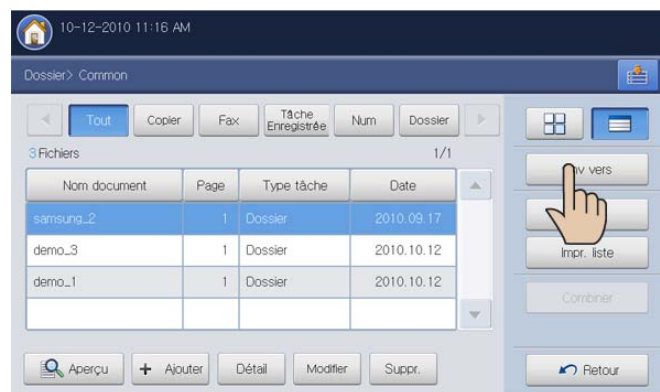 10-12-2010 11:16 AM
Dossier> Common
Tout Copier Fax Tâche Enregistrée Num Dossier
3 Fichiers 1/1
Nom document Page Type tâche Date
samsung_2 1 Dossier 2010.09.17
demo_3 1 Dossier 2010.10.12
demo_1 1 Dossier 2010.10.12
Aperçu + Ajouter Détail Modifier Suppr.
vers
Impr. liste
Combiner
Retour